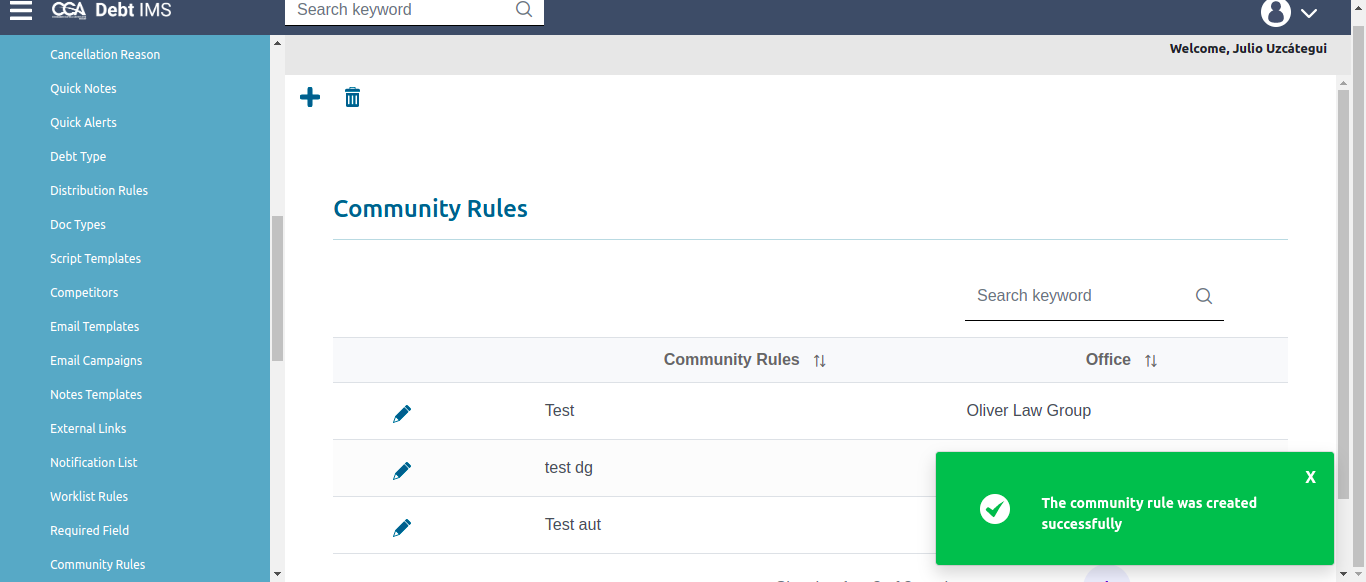 CGA Debt IMS
Search keyword
Welcome, Julio Uzcátegui
Cancellation Reason
Quick Notes
Quick Alerts
Debt Type
Distribution Rules
Doc Types
Script Templates
Competitors
Email Templates
Email Campaigns
Notes Templates
External Links
Notification List
Worklist Rules
Required Field
Community Rules
Community Rules
Search keyword
Community Rules
Office
Test
Oliver Law Group
test dg
Test aut
X
The community rule was created
successfully